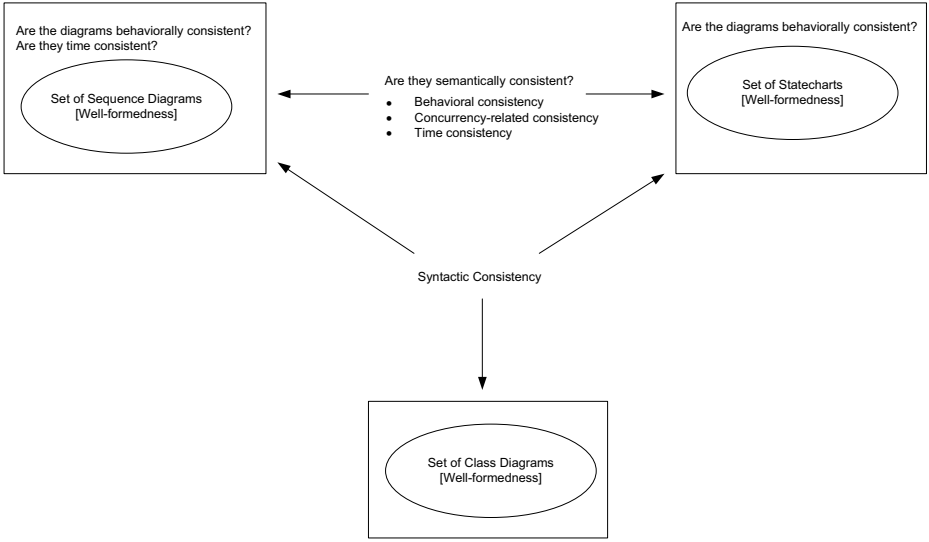 Are the diagrams behaviorally consistent?
Are they time consistent?
Set of Sequence Diagrams
[Well-formedness]
Are they semantically consistent?
• Behavioral consistency
• Concurrency-related consistency
• Time consistency
Are the diagrams behaviorally consistent?
Set of Statecharts
[Well-formedness]
Syntactic Consistency
Set of Class Diagrams
[Well-formedness]